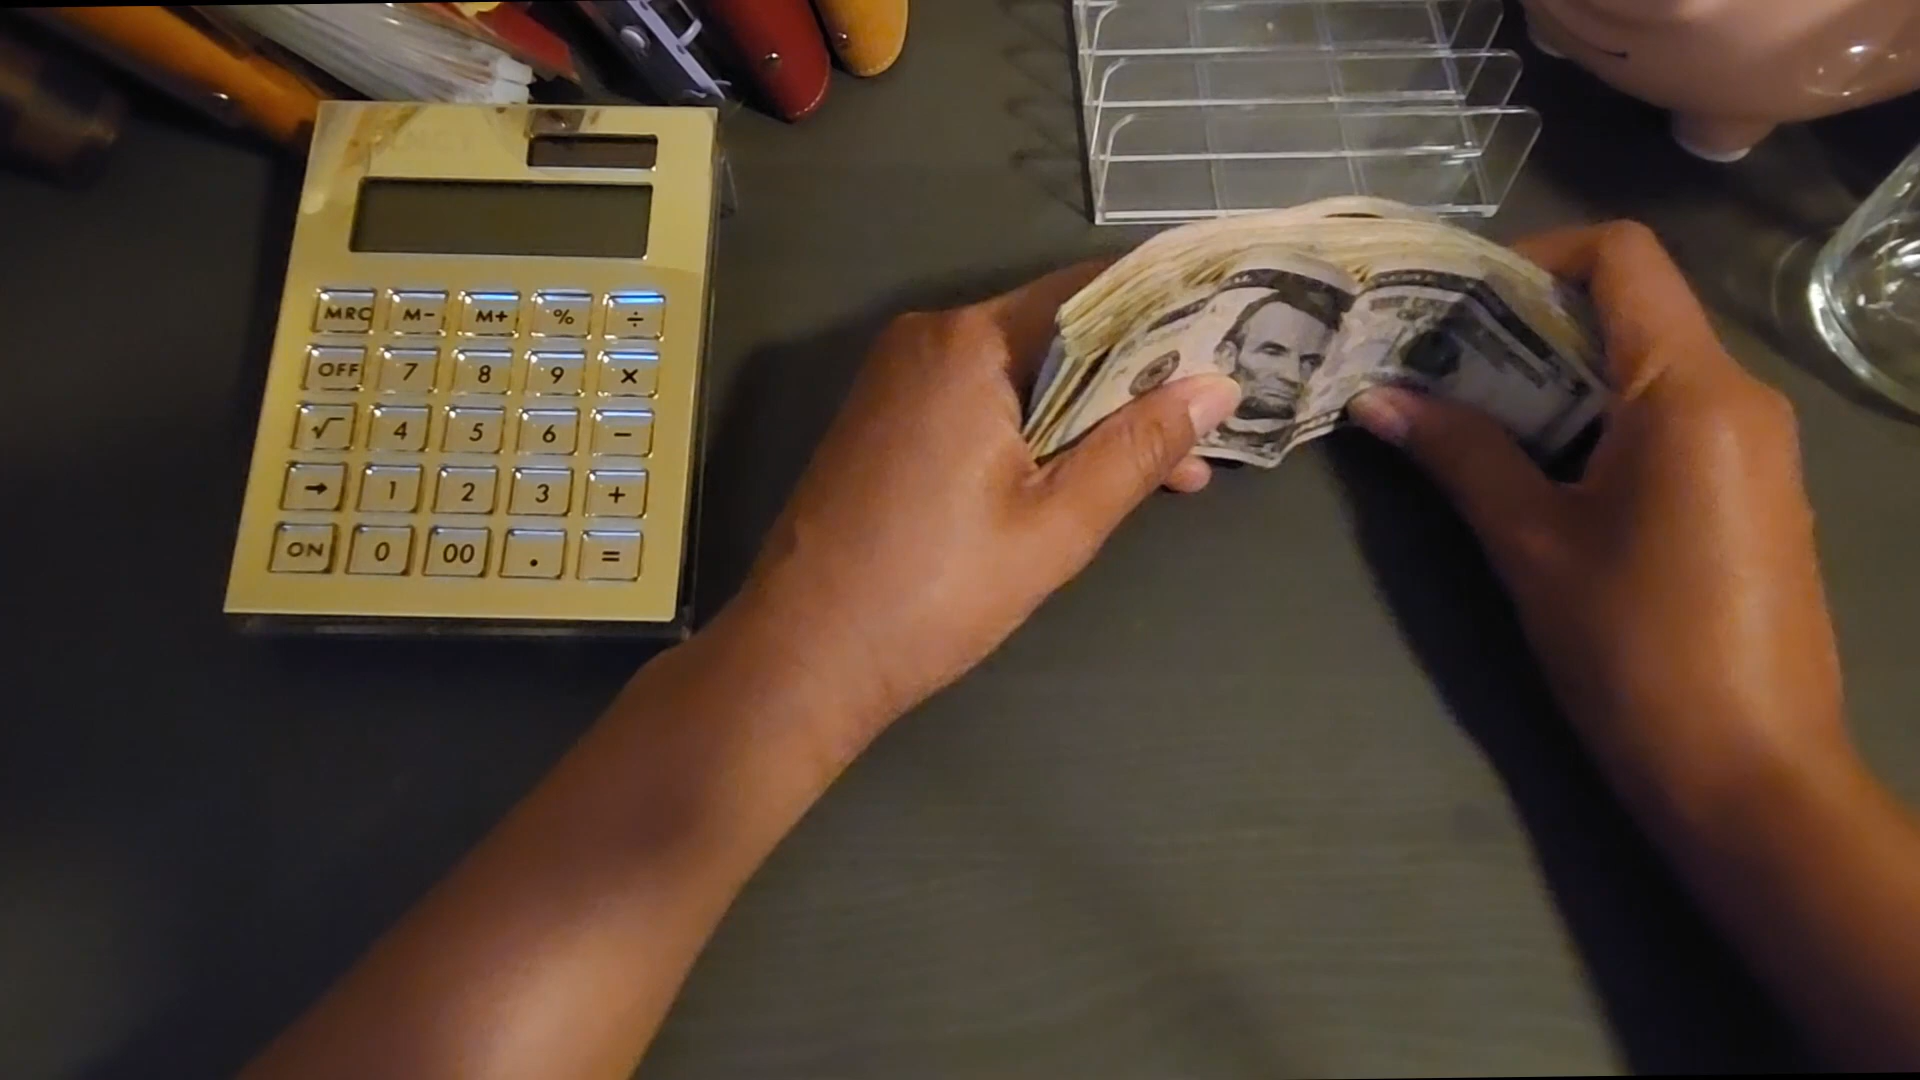 MRC M- M+ % ÷
OFF 7 8 9 ×
√ 4 5 6 −
→ 1 2 3 +
ON 0 00 . =